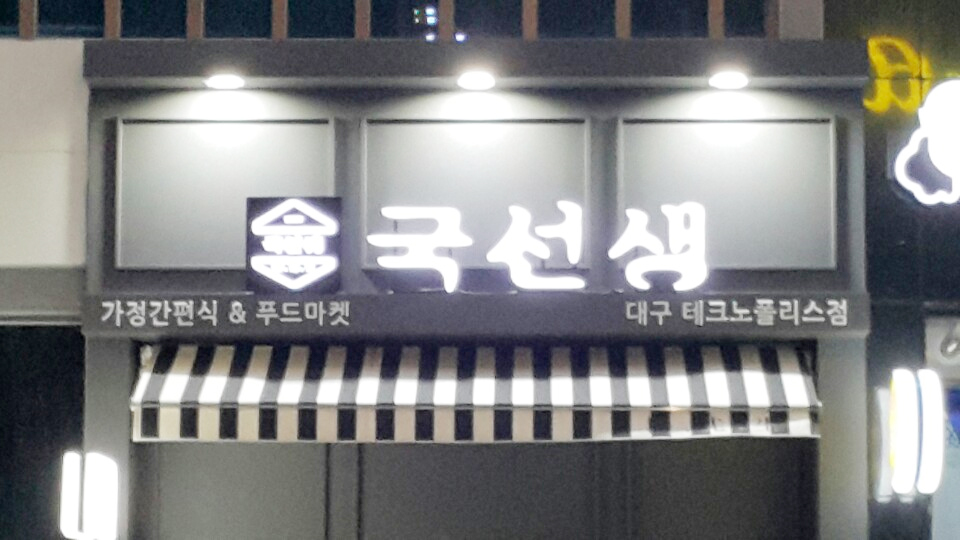 국선생
가정간편식 & 푸드마켓
대구 테크노폴리스점